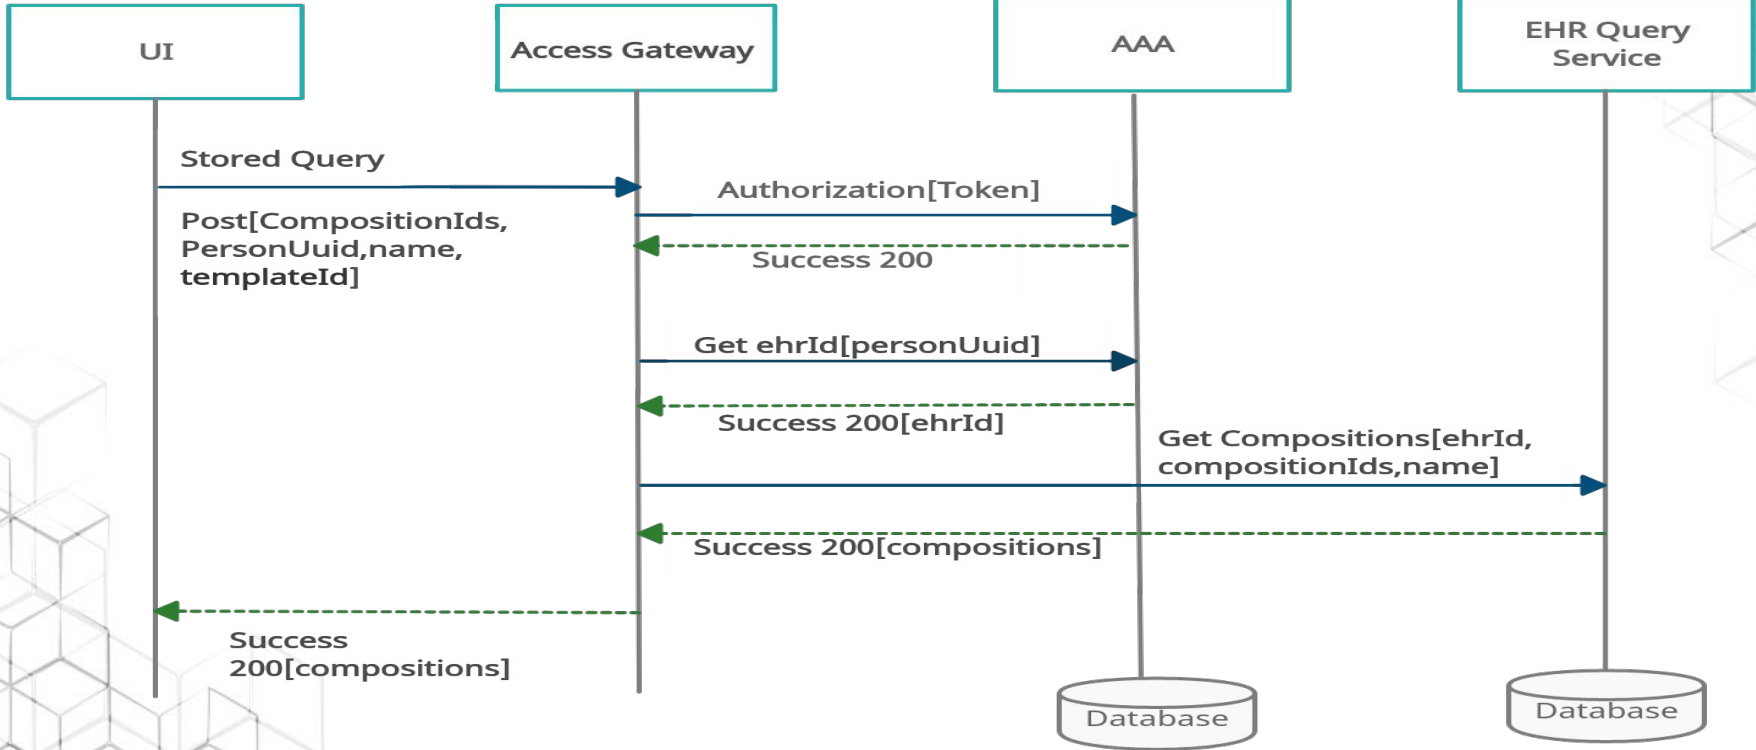 UI
Access Gateway
AAA
EHR Query
Service
Stored Query
Post[CompositionIds,
PersonUuid,name,
templateId]
Authorization[Token]
Success 200
Get ehrId[personUuid]
Success 200[ehrId]
Get Compositions[ehrId,
compositionIds,name]
Success 200[compositions]
Success
200[compositions]
Database
Database